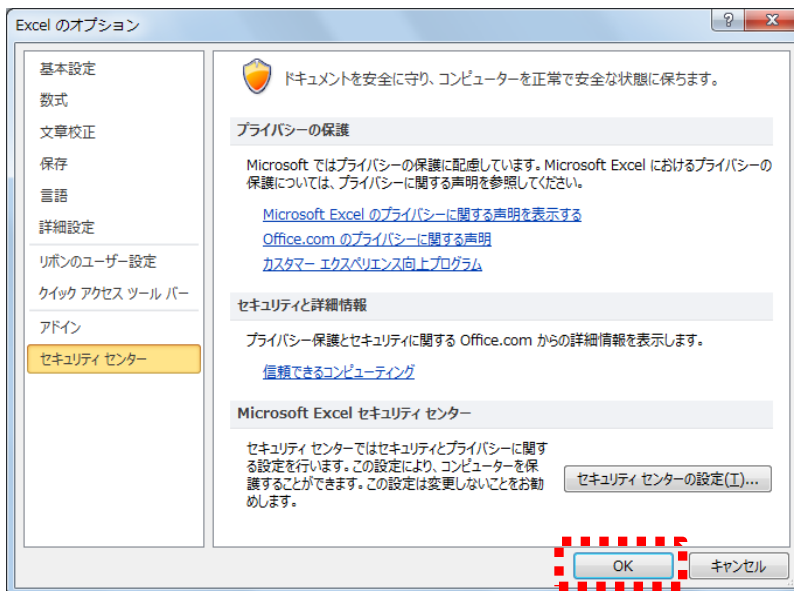 Excel のオプション
基本設定
数式
文章校正
保存
言語
詳細設定
リボンのユーザー設定
クイック アクセス ツール バー
アドイン
セキュリティ センター
ドキュメントを安全に守り、コンピューターを正常で安全な状態に保ちます。
プライバシーの保護
Microsoft ではプライバシーの保護に配慮しています。Microsoft Excel におけるプライバシーの
保護については、プライバシーに関する声明を参照してください。
Microsoft Excel のプライバシーに関する声明を表示する
Office.com のプライバシーに関する声明
カスタマー エクスペリエンス向上プログラム
セキュリティと詳細情報
プライバシー保護とセキュリティに関する Office.com からの詳細情報を表示します。
信頼できるコンピューティング
Microsoft Excel セキュリティ センター
セキュリティ センターではセキュリティとプライバシーに関す
る設定を行います。この設定により、コンピューターを保
護することができます。この設定は変更しないことをお勧
めします。
セキュリティ センターの設定(T)...
OK
キャンセル